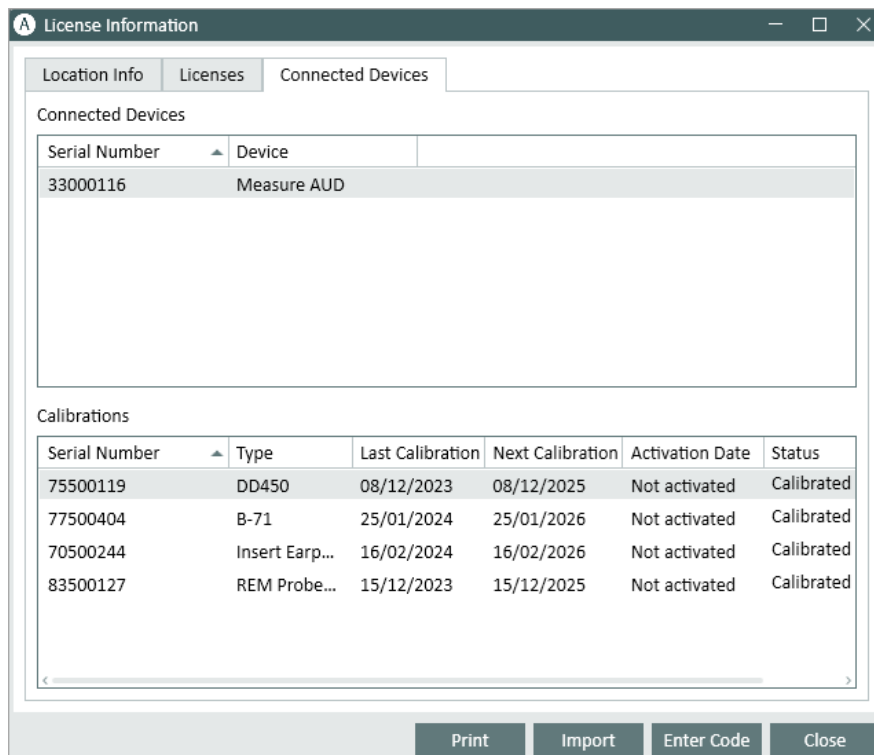 A License Information
Location Info Licenses Connected Devices
Connected Devices
Serial Number Device
33000116 Measure AUD
Calibrations
Serial Number Type Last Calibration Next Calibration Activation Date Status
75500119 DD450 08/12/2023 08/12/2025 Not activated Calibrated
77500404 B-71 25/01/2024 25/01/2026 Not activated Calibrated
70500244 Insert Earp... 16/02/2024 16/02/2026 Not activated Calibrated
83500127 REM Probe... 15/12/2023 15/12/2025 Not activated Calibrated
Print Import Enter Code Close